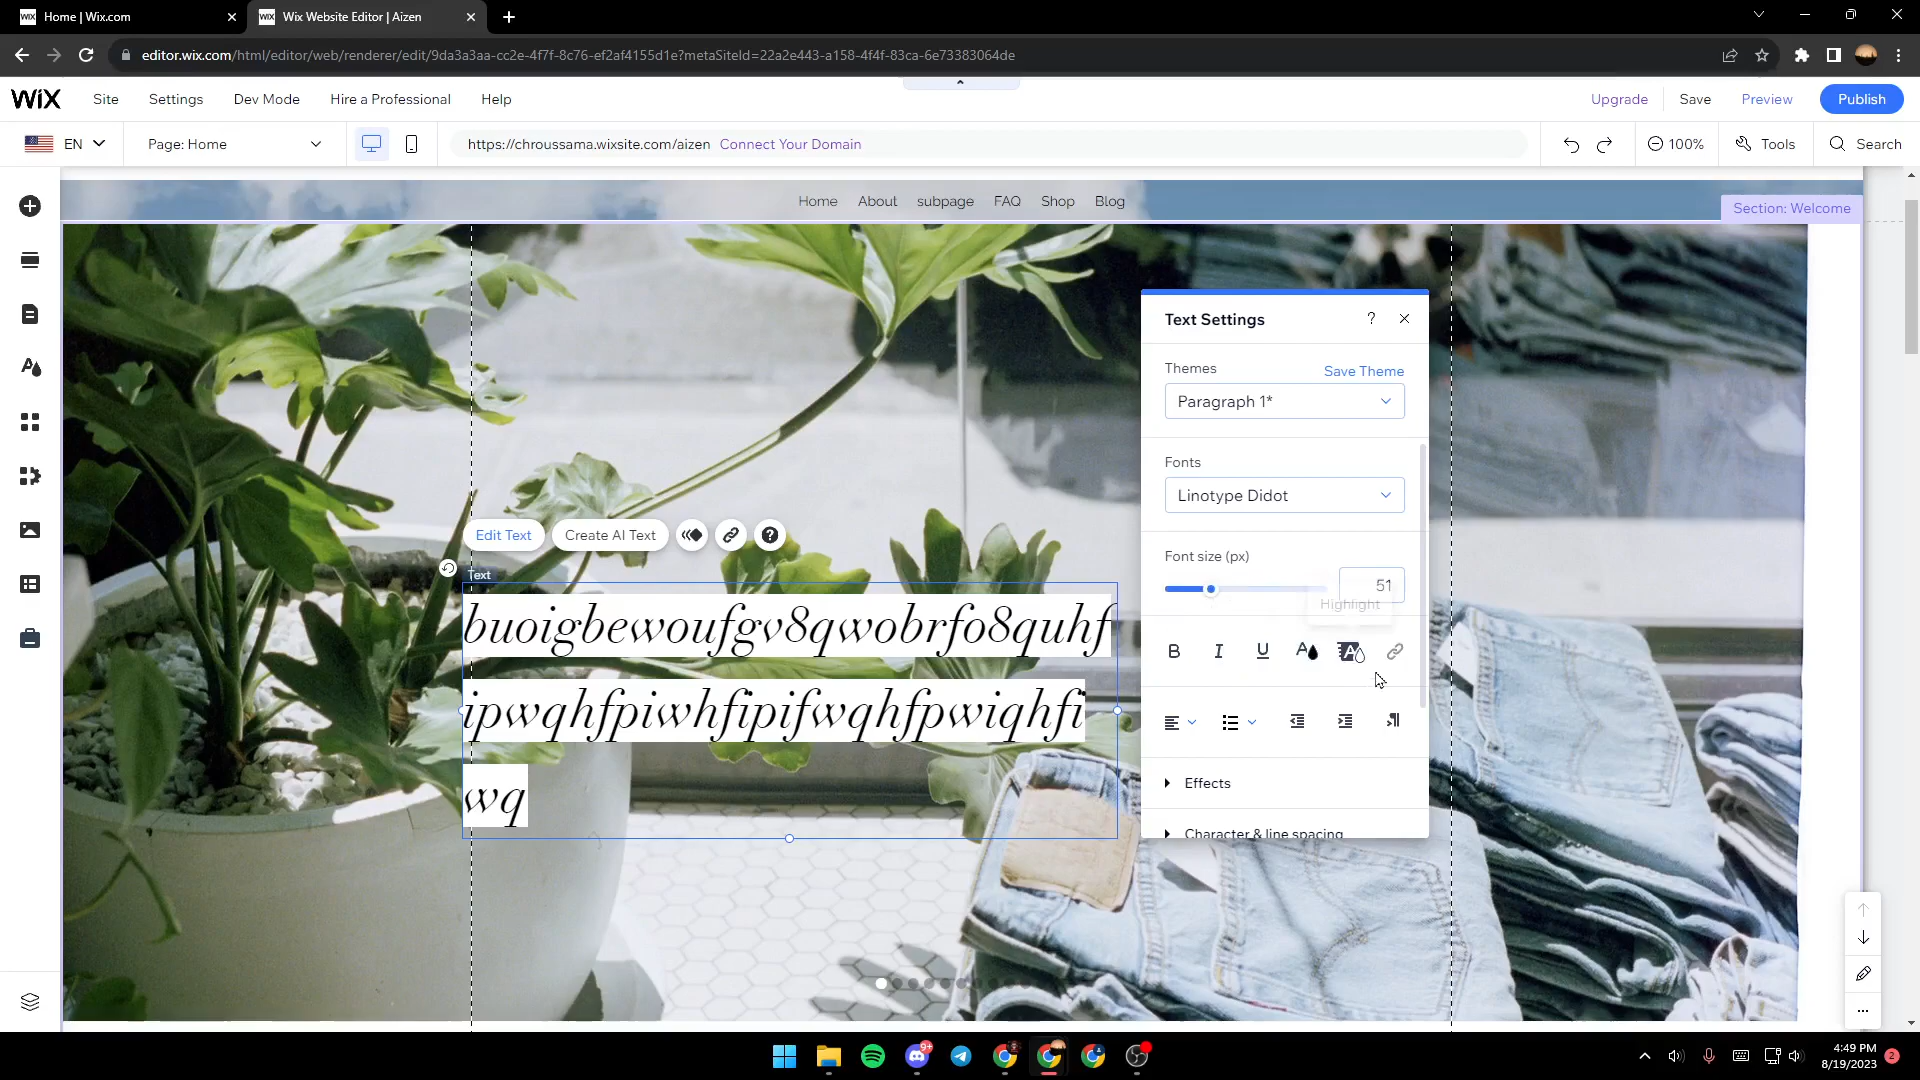 Home | Wix.com
Wix Website Editor | Aizen
editor.wix.com/html/editor/web/renderer/edit/9da3a3aa-cc2e-4f7f-8c76-ef2af4155d1e?metaSiteId=22a2e443-a158-4f4f-83ca-6e73383064de
WiX Site Settings Dev Mode Hire a Professional Help Upgrade Save Preview Publish
EN Page: Home https://chroussama.wixsite.com/aizen Connect Your Domain 100% Tools Search
Home About subpage FAQ Shop Blog
Section: Welcome
Text Settings ?
Themes Save Theme
Paragraph 1*
Fonts
Linotype Didot
Font size (px)
51
Highlight
B I U
Effects
Character & line spacing
Edit Text Create AI Text
Text
buoigbewoufgv8qwobrfo8quhf
ipwqhfpiwhfipifwqhfpwiqhfi
wq
9+
4:49 PM
8/19/2023
2